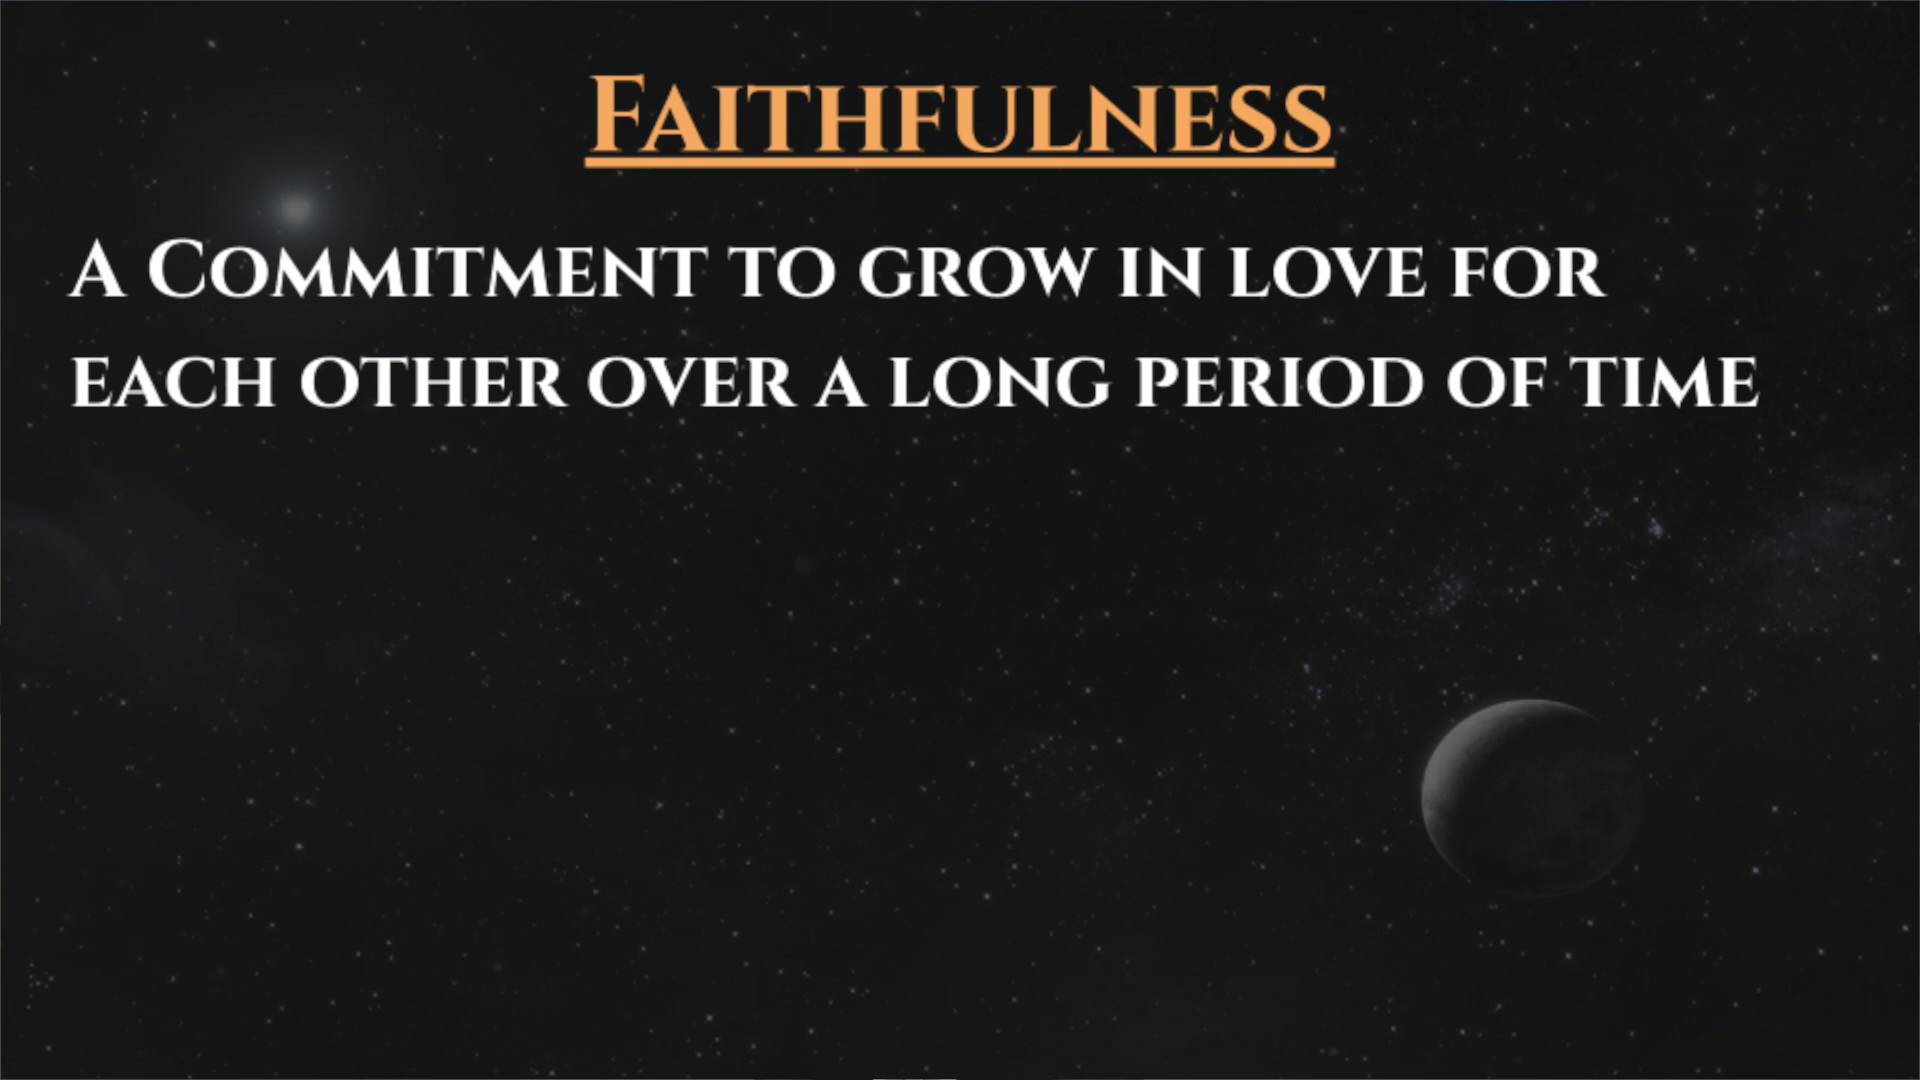 Faithfulness
A Commitment to grow in love for
each other over a long period of time